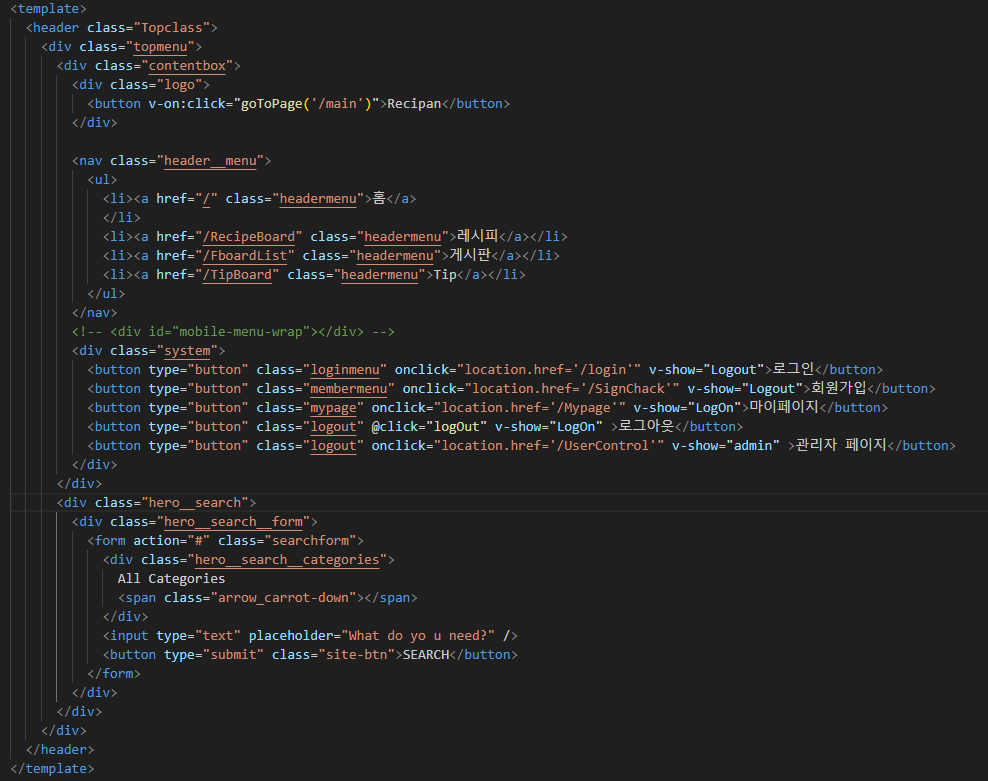 <template>
<header class="Topclass">
<div class="topmenu">
<div class="contentbox">
<div class="logo">
<button v-on:click="goToPage('/main')">Recipan</button>
</div>
<nav class="header__menu">
<ul>
<li><a href="/" class="headermenu">홈</a>
</li>
<li><a href="/RecipeBoard" class="headermenu">레시피</a></li>
<li><a href="/FboardList" class="headermenu">게시판</a></li>
<li><a href="/TipBoard" class="headermenu">Tip</a></li>
</ul>
</nav>
<!-- <div id="mobile-menu-wrap"></div> -->
<div class="system">
<button type="button" class="loginmenu" onclick="location.href='/login'" v-show="Logout">로그인</button>
<button type="button" class="membermenu" onclick="location.href='/SignChack'" v-show="Logout">회원가입</button>
<button type="button" class="mypage" onclick="location.href='/Mypage'" v-show="LogOn">마이페이지</button>
<button type="button" class="logout" @click="logOut" v-show="LogOn" >로그아웃</button>
<button type="button" class="logout" onclick="location.href='/UserControl'" v-show="admin" >관리자 페이지</button>
</div>
</div>
<div class="hero__search">
<div class="hero__search__form">
<form action="#" class="searchform">
<div class="hero__search__categories">
All Categories
<span class="arrow_carrot-down"></span>
</div>
<input type="text" placeholder="What do yo u need?" />
<button type="submit" class="site-btn">SEARCH</button>
</form>
</div>
</div>
</div>
</header>
</template>